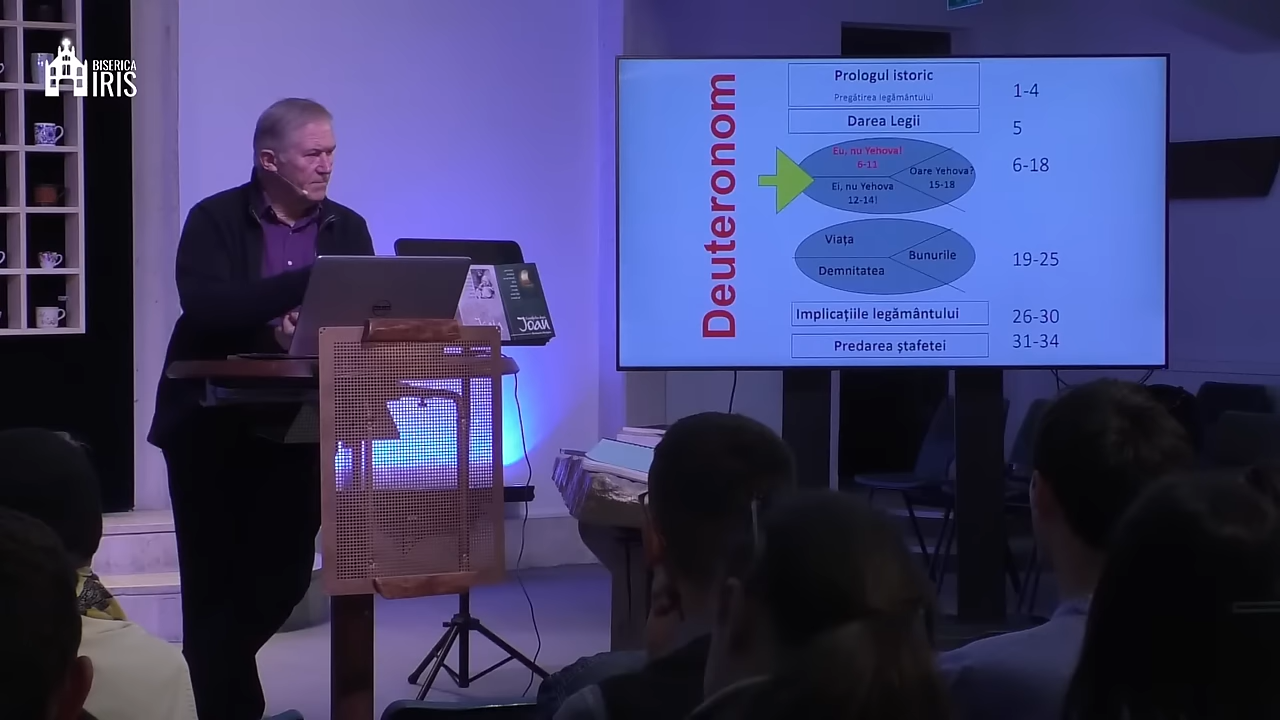 BISERICA
IRIS
Deuteronom
Prologul istoric
Pregătirea legământului
1-4
Darea Legii
5
Eu, nu Yehova!
6-11
Oare Yehova?
15-18
Ei, nu Yehova
12-14!
6-18
Viața
Bunurile
Demnitatea
19-25
Implicațiile legământului
26-30
Predarea ștafetei
31-34
Joan